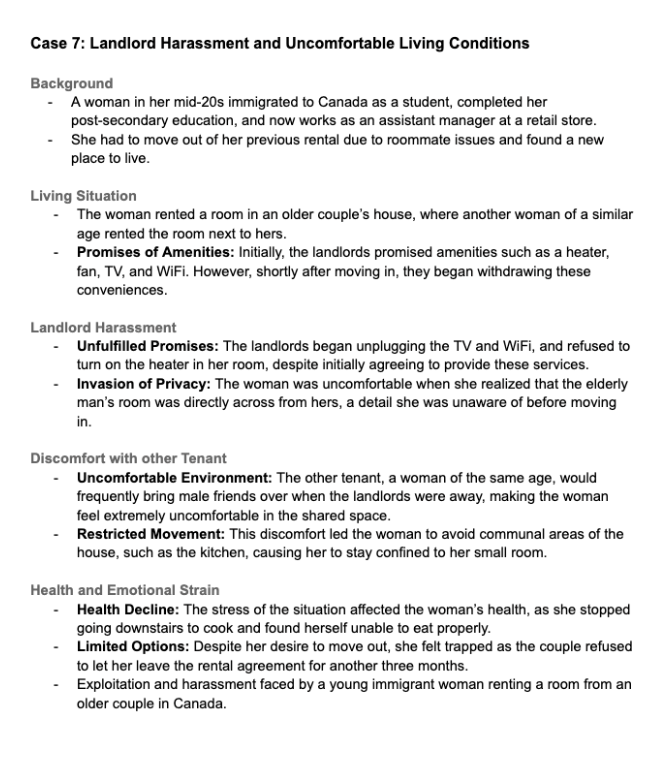 Case 7: Landlord Harassment and Uncomfortable Living Conditions
Background
- A woman in her mid-20s immigrated to Canada as a student, completed her
post-secondary education, and now works as an assistant manager at a retail store.
- She had to move out of her previous rental due to roommate issues and found a new
place to live.
Living Situation
- The woman rented a room in an older couple's house, where another woman of a similar
age rented the room next to hers.
- Promises of Amenities: Initially, the landlords promised amenities such as a heater,
fan, TV, and WiFi. However, shortly after moving in, they began withdrawing these
conveniences.
Landlord Harassment
- Unfulfilled Promises: The landlords began unplugging the TV and WiFi, and refused to
turn on the heater in her room, despite initially agreeing to provide these services.
- Invasion of Privacy: The woman was uncomfortable when she realized that the elderly
man's room was directly across from hers, a detail she was unaware of before moving
in.
Discomfort with other Tenant
- Uncomfortable Environment: The other tenant, a woman of the same age, would
frequently bring male friends over when the landlords were away, making the woman
feel extremely uncomfortable in the shared space.
- Restricted Movement: This discomfort led the woman to avoid communal areas of the
house, such as the kitchen, causing her to stay confined to her small room.
Health and Emotional Strain
- Health Decline: The stress of the situation affected the woman's health, as she stopped
going downstairs to cook and found herself unable to eat properly.
- Limited Options: Despite her desire to move out, she felt trapped as the couple refused
to let her leave the rental agreement for another three months.
- Exploitation and harassment faced by a young immigrant woman renting a room from an
older couple in Canada.